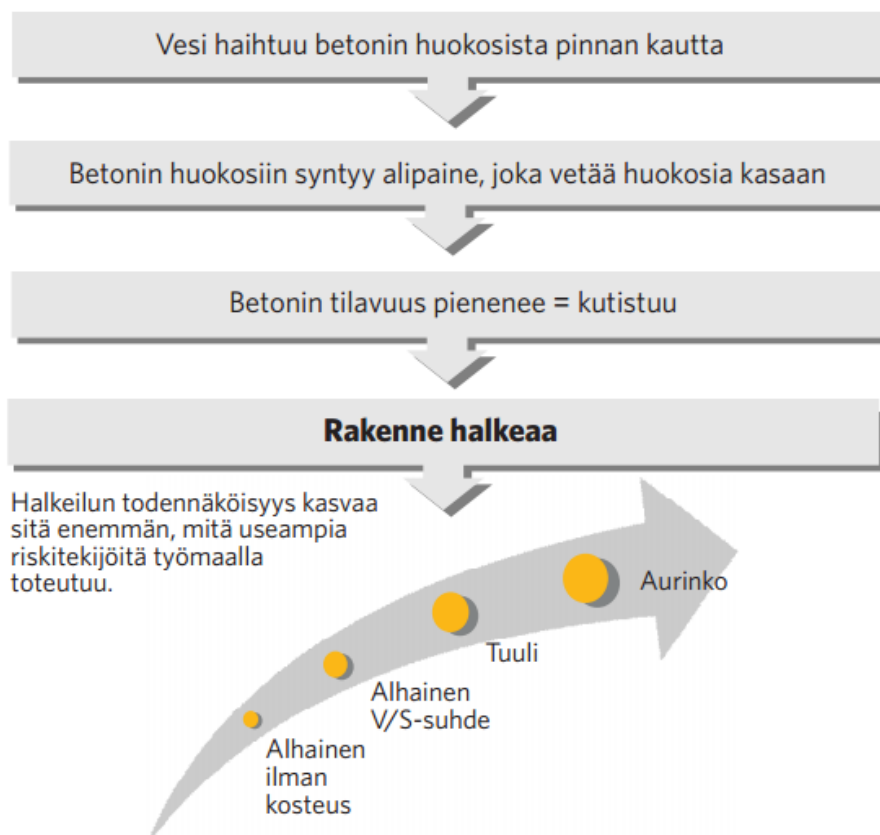 Vesi haihtuu betonin huokosista pinnan kautta
Betonin huokosiin syntyy alipaine, joka vetää huokosia kasaan
Betonin tilavuus pienenee = kutistuu
Rakenne halkeaa
Halkeilun todennäköisyys kasvaa
sitä enemmän, mitä useampia
riskitekijöitä työmaalla
toteutuu.
Aurinko
Tuuli
Alhainen
V/S-suhde
Alhainen
ilman
kosteus